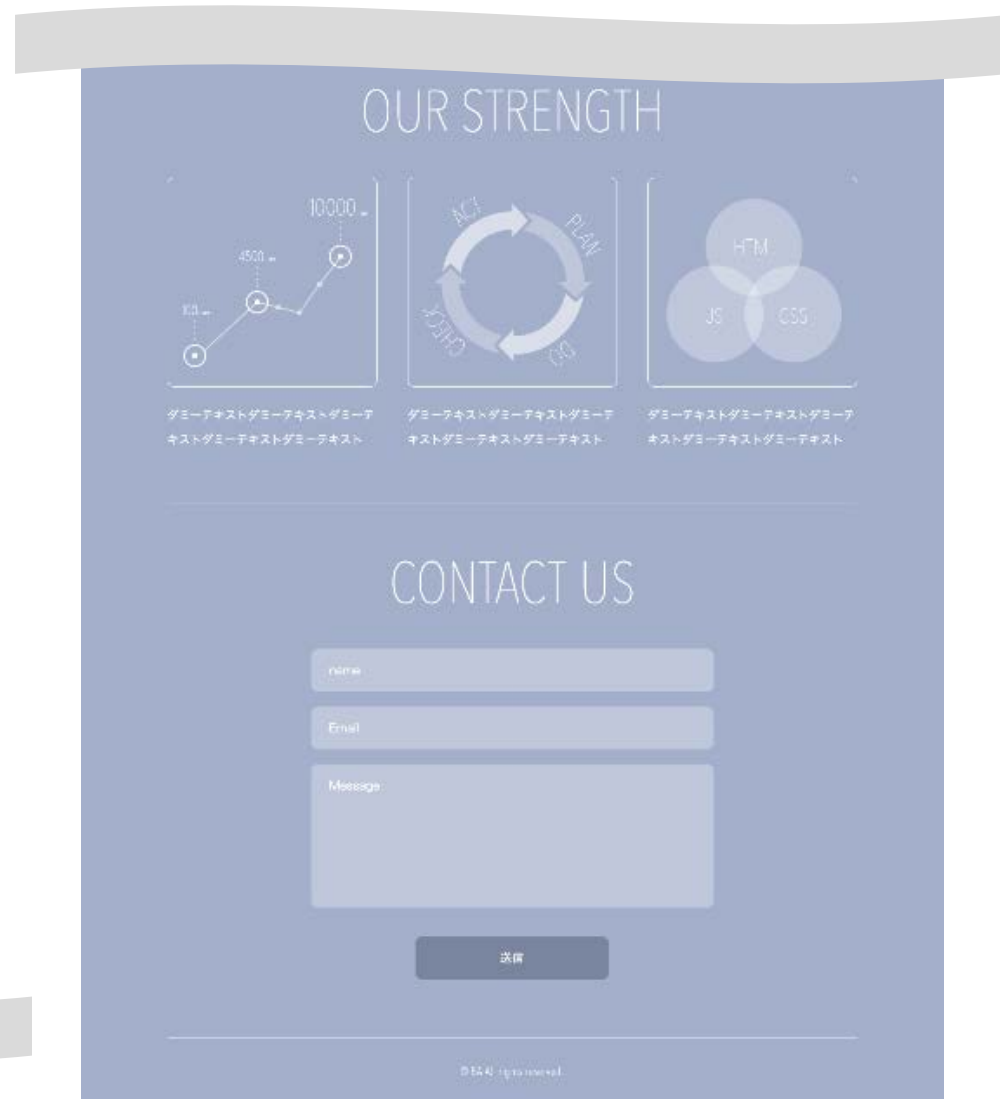 OUR STRENGTH
10000
4500
100
ACT
PLAN
CHECK
DO
HTM
JS
CSS
ダミーテキストダミーテキストダミーテ
キストダミーテキストダミーテキスト
ダミーテキストダミーテキストダミーテ
キストダミーテキストダミーテキスト
ダミーテキストダミーテキストダミーテ
キストダミーテキストダミーテキスト
CONTACT US
name
Email
Message
送信
rights reserved.